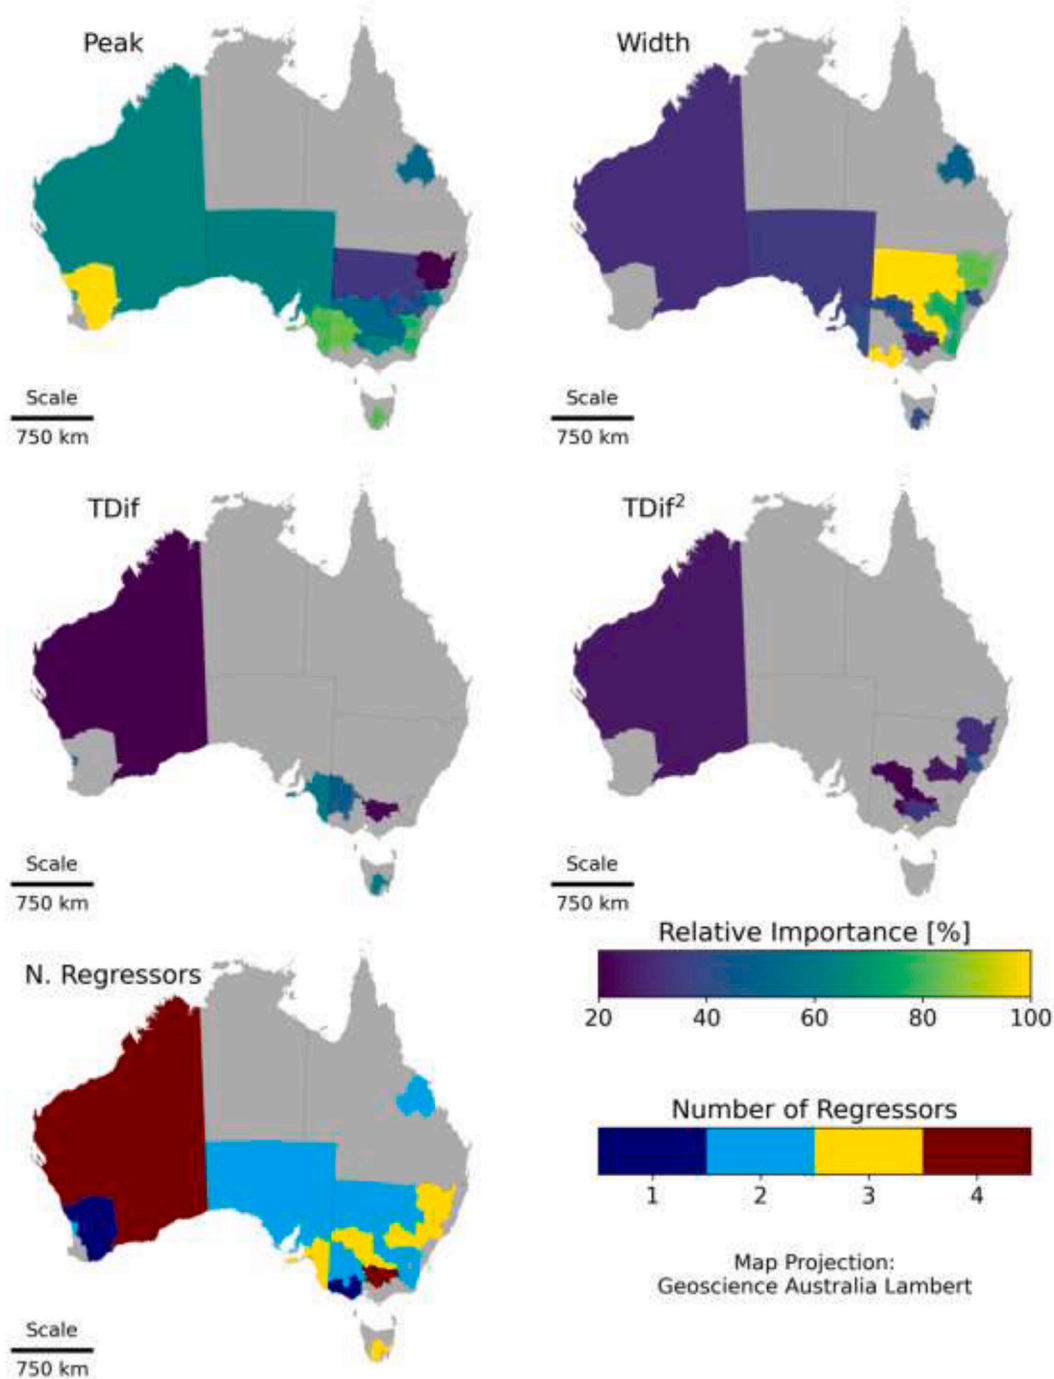 Peak
Width
Scale
750 km
Scale
750 km
TDif
TDif²
Scale
750 km
Scale
750 km
Relative Importance [%]
20 40 60 80 100
N. Regressors
Number of Regressors
1 2 3 4
Map Projection:
Geoscience Australia Lambert
Scale
750 km